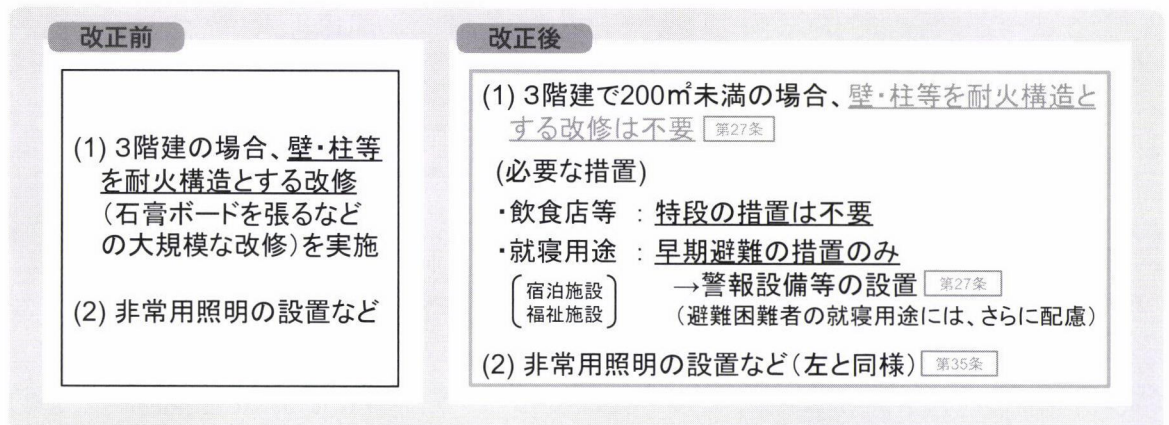 改正前
(1) 3階建の場合、壁・柱等
を耐火構造とする改修
（石膏ボードを張るなど
の大規模な改修）を実施
(2) 非常用照明の設置など
改正後
(1) 3階建で200㎡未満の場合、壁・柱等を耐火構造と
する改修は不要 第27条
(必要な措置)
・飲食店等 : 特段の措置は不要
・就寝用途 : 早期避難の措置のみ
宿泊施設
福祉施設
→警報設備等の設置 第27条
（避難困難者の就寝用途には、さらに配慮）
(2) 非常用照明の設置など（左と同様） 第35条